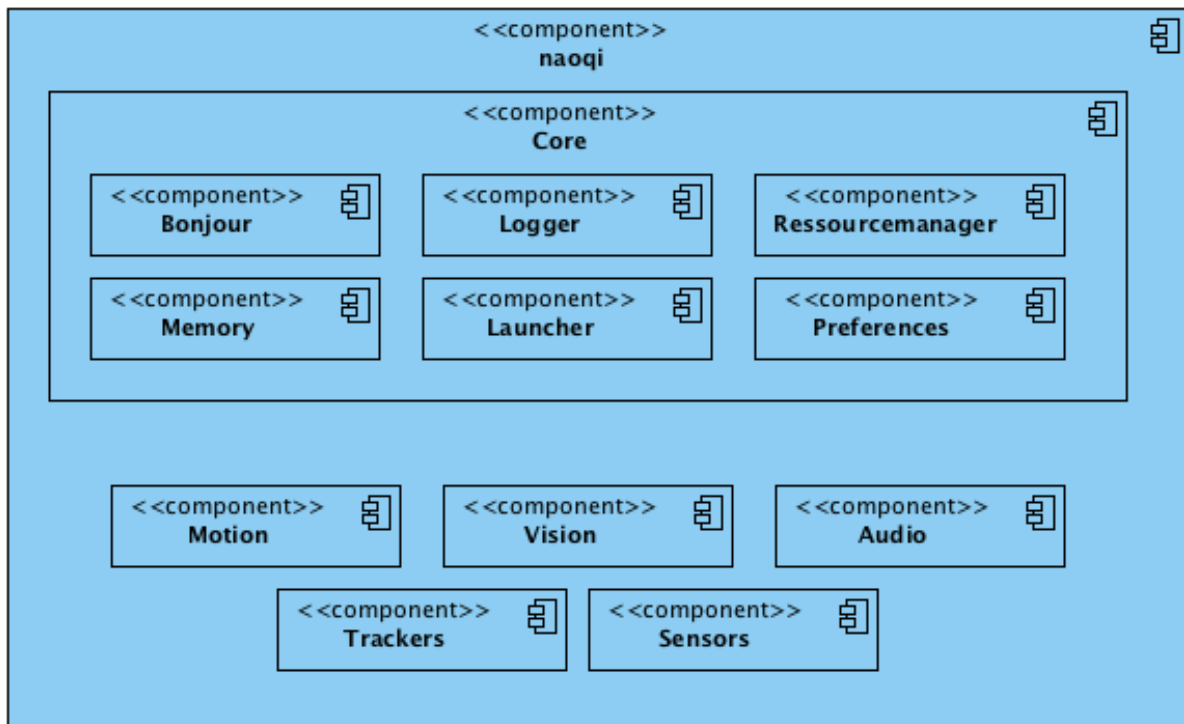 <<component>>
naoqi
<<component>>
Core
<<component>> <<component>> <<component>>
Bonjour Logger Ressourcemanager
<<component>> <<component>> <<component>>
Memory Launcher Preferences
<<component>> <<component>> <<component>>
Motion Vision Audio
<<component>> <<component>>
Trackers Sensors